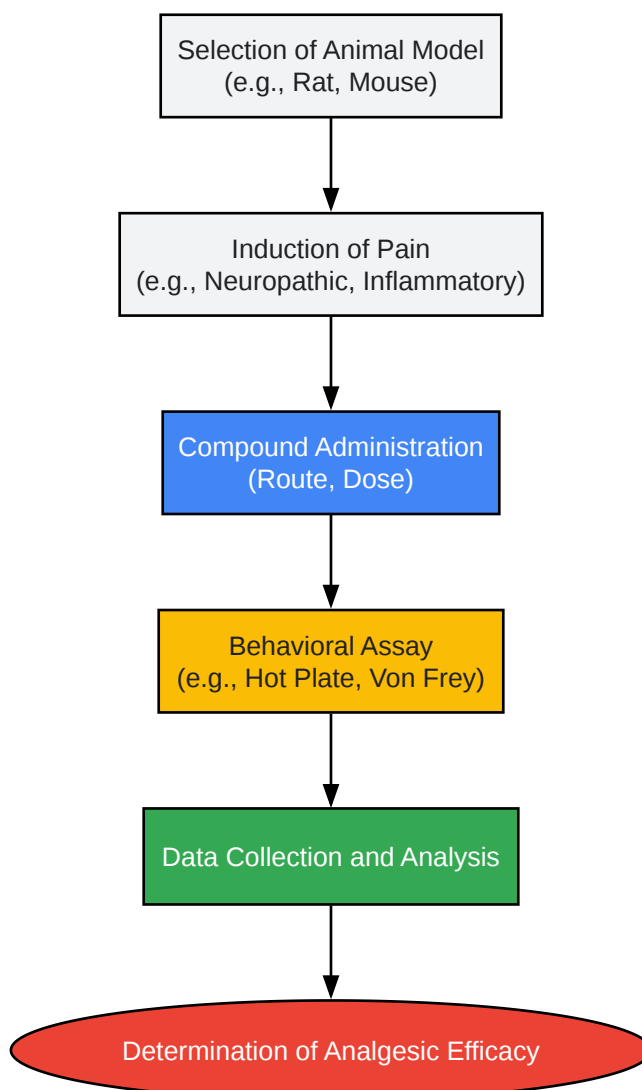 Selection of Animal Model
(e.g., Rat, Mouse)
Induction of Pain
(e.g., Neuropathic, Inflammatory)
Compound Administration
(Route, Dose)
Behavioral Assay
(e.g., Hot Plate, Von Frey)
Data Collection and Analysis
Determination of Analgesic Efficacy